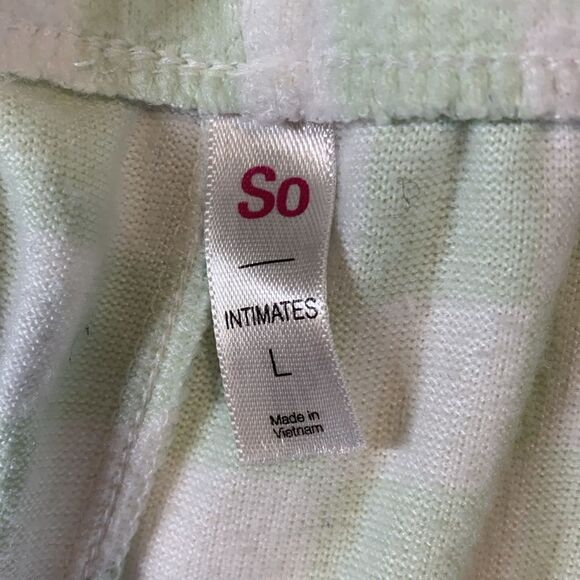 So
INTIMATES
L
Made in
Vietnam